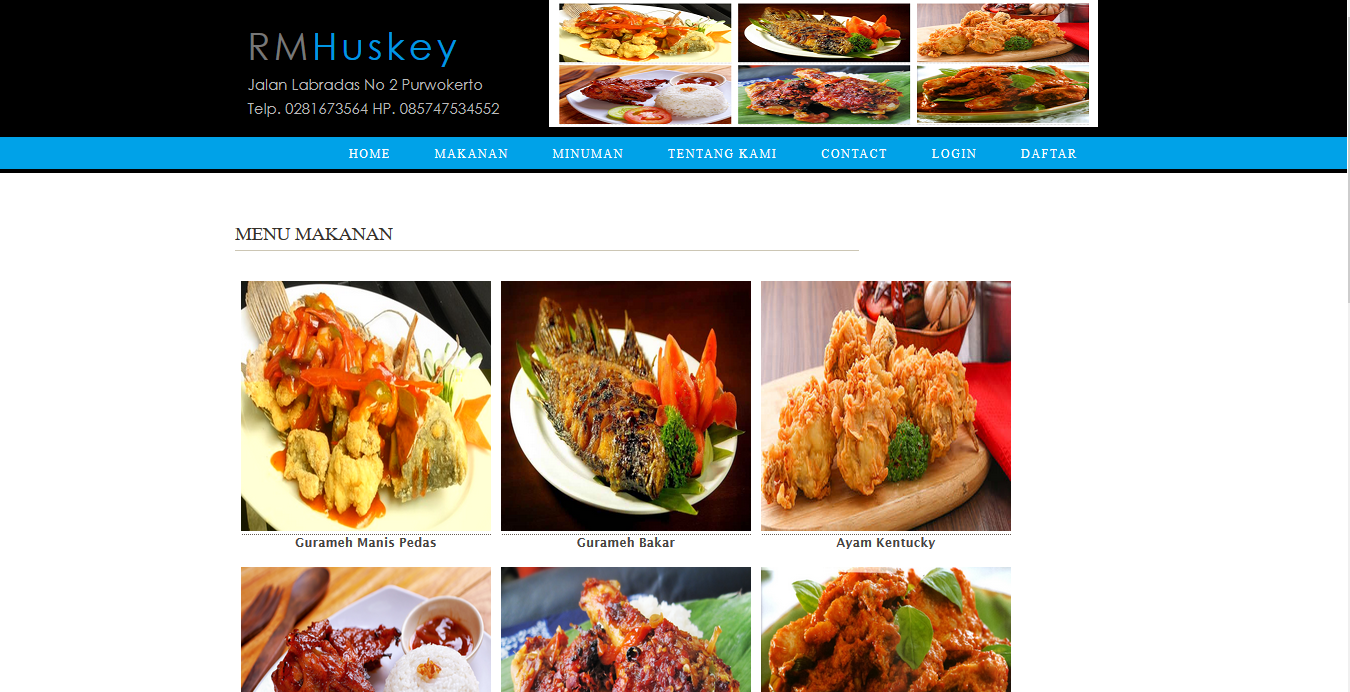 RMHuskey
Jalan Labradas No 2 Purwokerto
Telp. 0281673564 HP. 085747534552
HOME MAKANAN MINUMAN TENTANG KAMI CONTACT LOGIN DAFTAR
MENU MAKANAN
Gurameh Manis Pedas Gurameh Bakar Ayam Kentucky